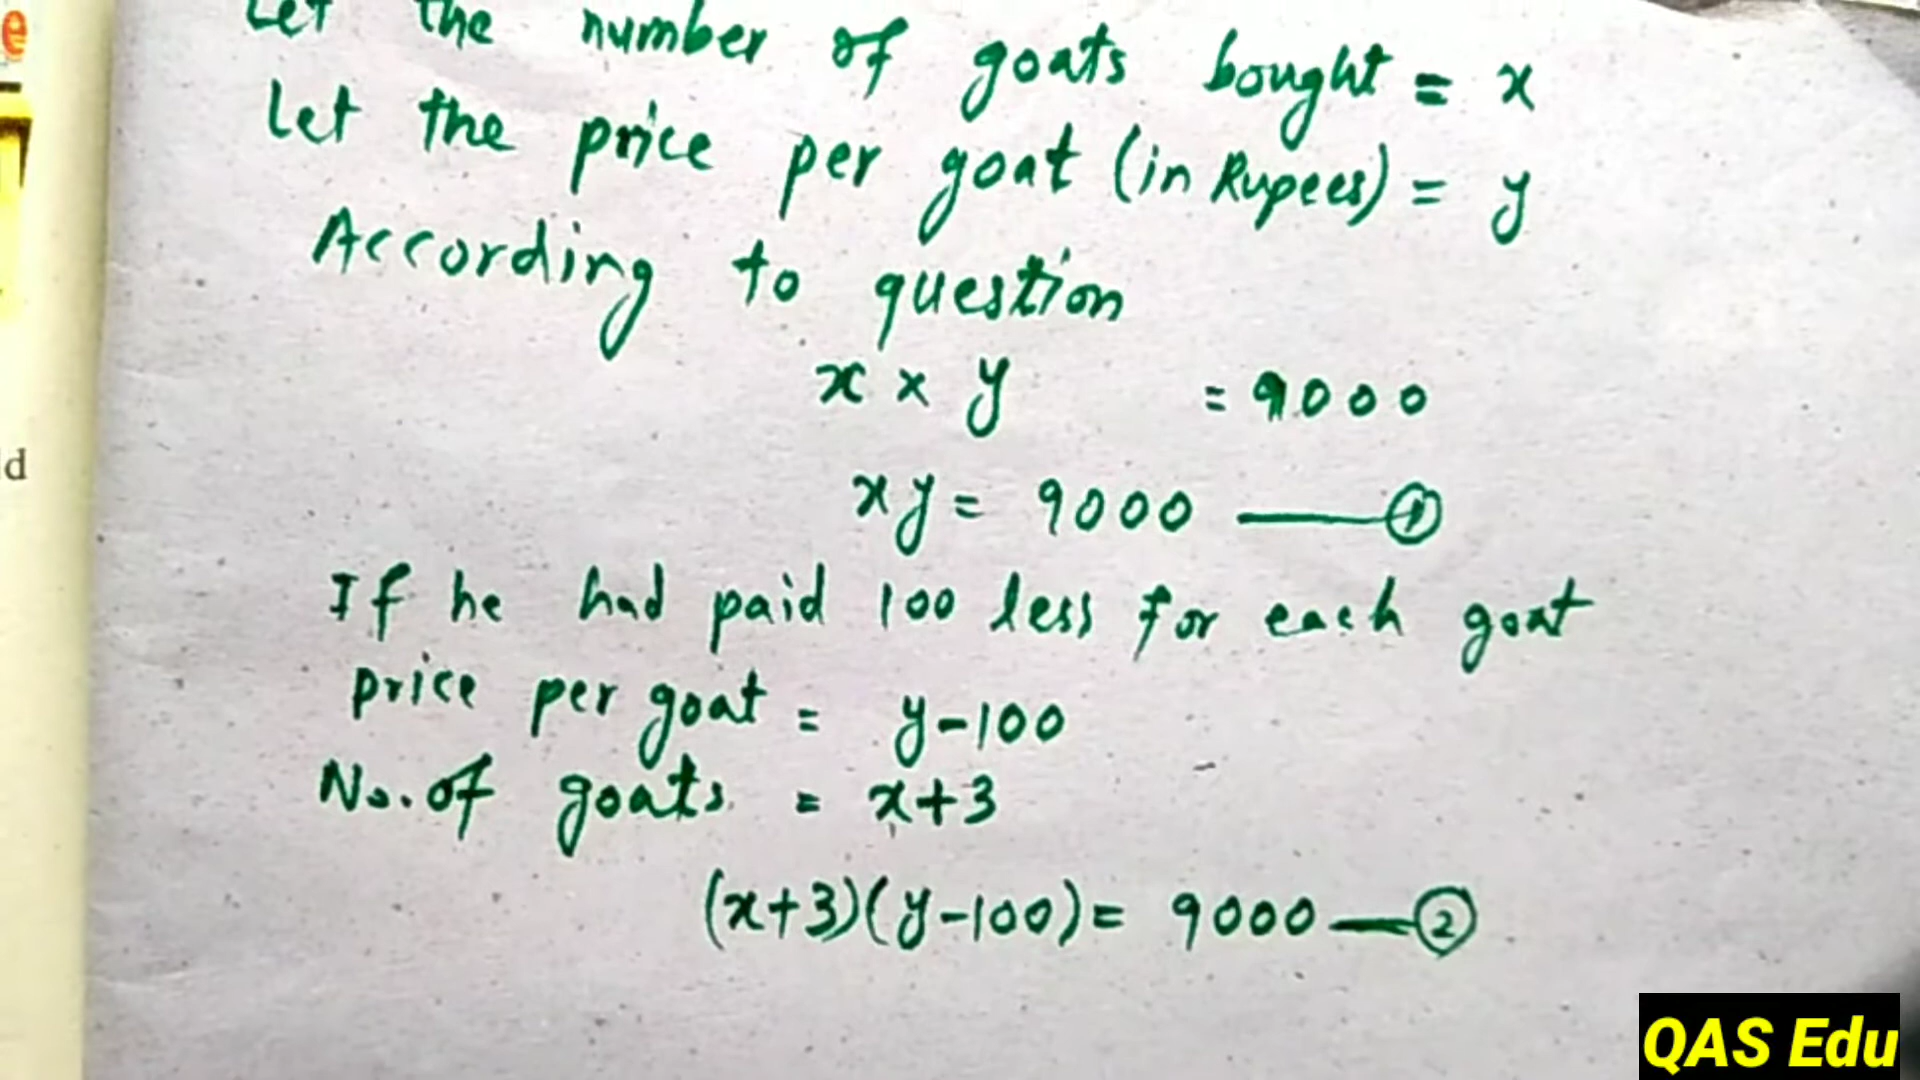 e
d
Let the number of goats bought = x
Let the price per goat (in Rupees) = y
According to question
x × y = 9000
xy = 9000 —— ①
If he had paid 100 less for each goat
price per goat = y-100
No. of goats = x+3
(x+3)(y-100) = 9000 — ②
QAS Edu